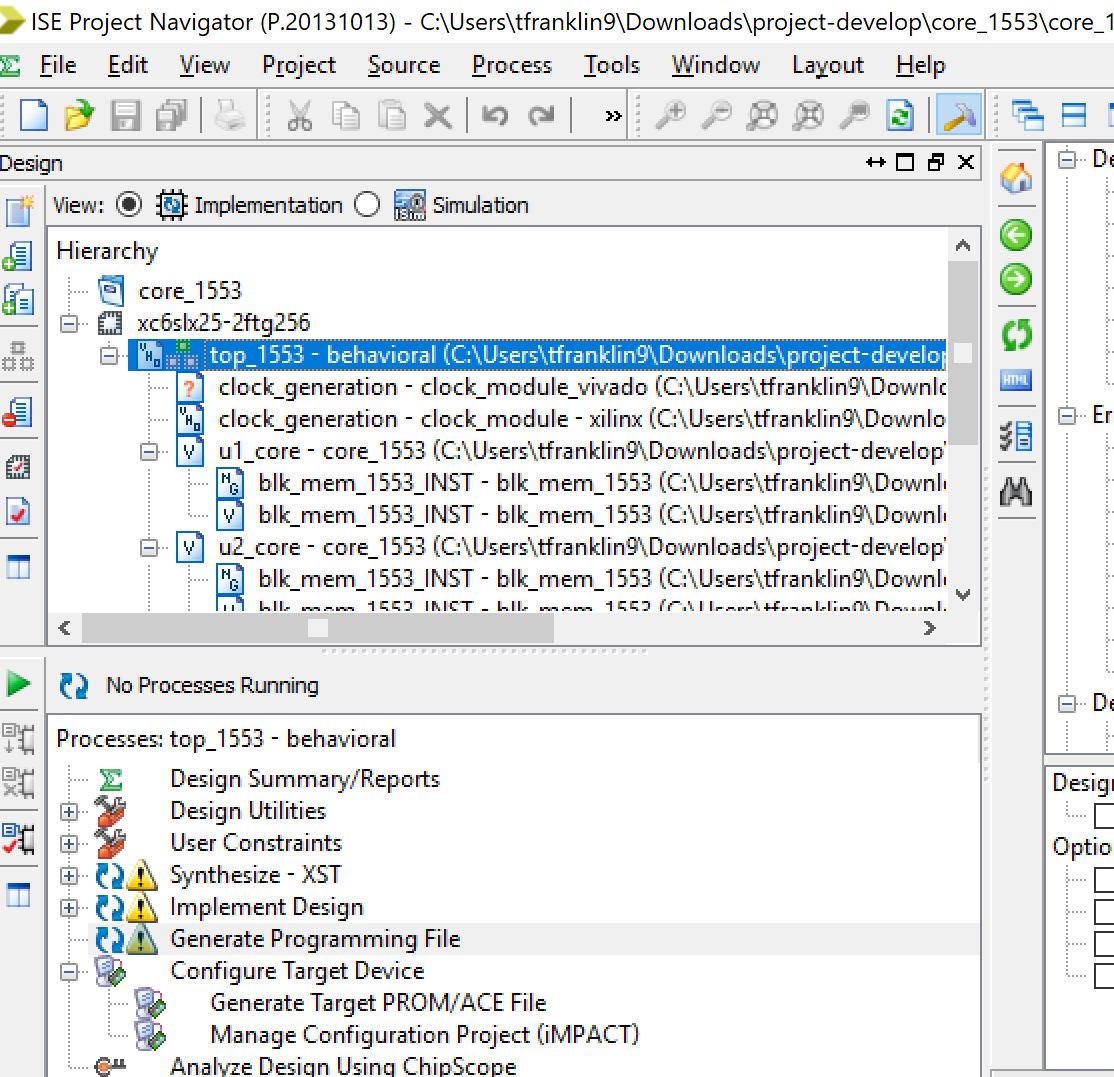 ISE Project Navigator (P.20131013) - C:\Users\tfranklin9\Downloads\project-develop\core_1553\core_1
File Edit View Project Source Process Tools Window Layout Help
»
Design
View: Implementation Simulation
Hierarchy
core_1553
xc6slx25-2ftg256
top_1553 - behavioral (C:\Users\tfranklin9\Downloads\project-develop
clock_generation - clock_module_vivado (C:\Users\tfranklin9\Downlo
clock_generation - clock_module - xilinx (C:\Users\tfranklin9\Downlo
u1_core - core_1553 (C:\Users\tfranklin9\Downloads\project-develop\
blk_mem_1553_INST - blk_mem_1553 (C:\Users\tfranklin9\Downl
blk_mem_1553_INST - blk_mem_1553 (C:\Users\tfranklin9\Downl
u2_core - core_1553 (C:\Users\tfranklin9\Downloads\project-develop\
blk_mem_1553_INST - blk_mem_1553 (C:\Users\tfranklin9\Downl
blk_mem_1553_INST - blk_mem_1553 (C:\Users\tfranklin9\Downl
No Processes Running
Processes: top_1553 - behavioral
Design Summary/Reports
Design Utilities
User Constraints
Synthesize - XST
Implement Design
Generate Programming File
Configure Target Device
Generate Target PROM/ACE File
Manage Configuration Project (iMPACT)
Analyze Design Using ChipScope
HTML
De
Er
De
Design
Optio